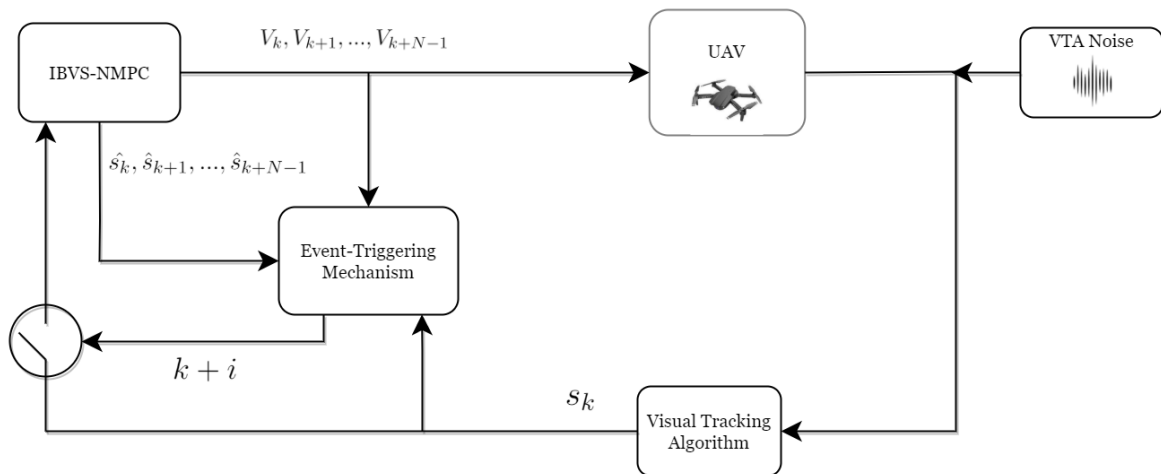 V_k, V_{k+1}, ..., V_{k+N-1}
IBVS-NMPC
UAV
VTA Noise
ŝ_k, ŝ_{k+1}, ..., ŝ_{k+N-1}
Event-Triggering
Mechanism
k + i
s_k
Visual Tracking
Algorithm